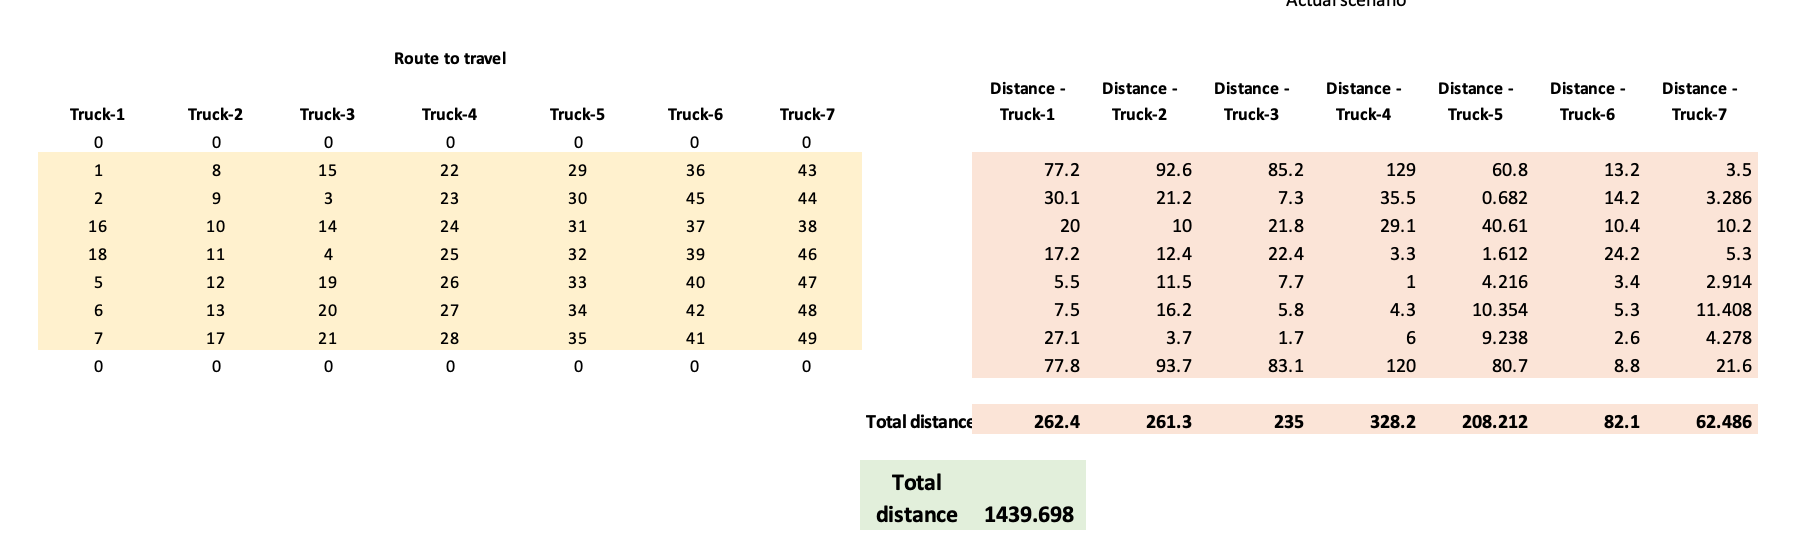 Actual scenario
Route to travel
Distance - Distance - Distance - Distance - Distance - Distance - Distance -
Truck-1 Truck-2 Truck-3 Truck-4 Truck-5 Truck-6 Truck-7 Truck-1 Truck-2 Truck-3 Truck-4 Truck-5 Truck-6 Truck-7
0 0 0 0 0 0 0
1 8 15 22 29 36 43 77.2 92.6 85.2 129 60.8 13.2 3.5
2 9 3 23 30 45 44 30.1 21.2 7.3 35.5 0.682 14.2 3.286
16 10 14 24 31 37 38 20 10 21.8 29.1 40.61 10.4 10.2
18 11 4 25 32 39 46 17.2 12.4 22.4 3.3 1.612 24.2 5.3
5 12 19 26 33 40 47 5.5 11.5 7.7 1 4.216 3.4 2.914
6 13 20 27 34 42 48 7.5 16.2 5.8 4.3 10.354 5.3 11.408
7 17 21 28 35 41 49 27.1 3.7 1.7 6 9.238 2.6 4.278
0 0 0 0 0 0 0 77.8 93.7 83.1 120 80.7 8.8 21.6
Total distance 262.4 261.3 235 328.2 208.212 82.1 62.486
Total
distance 1439.698